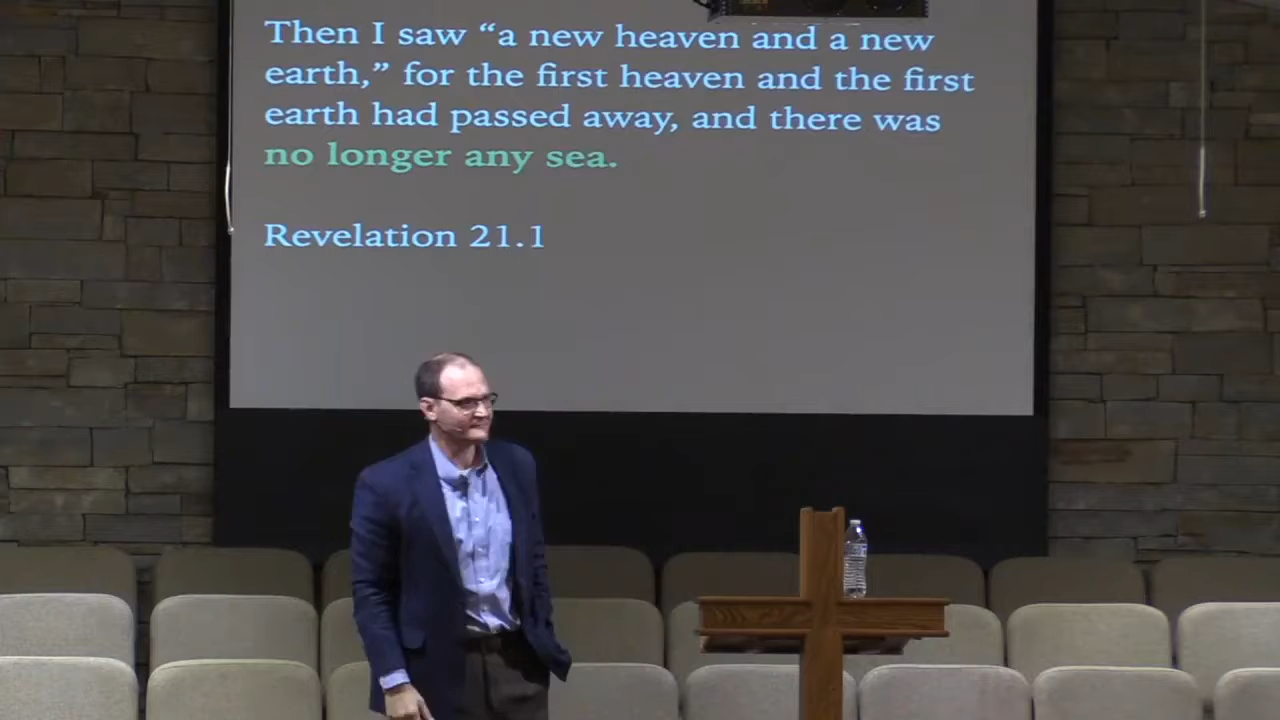 Then I saw “a new heaven and a new
earth,” for the first heaven and the first
earth had passed away, and there was
no longer any sea.
Revelation 21.1